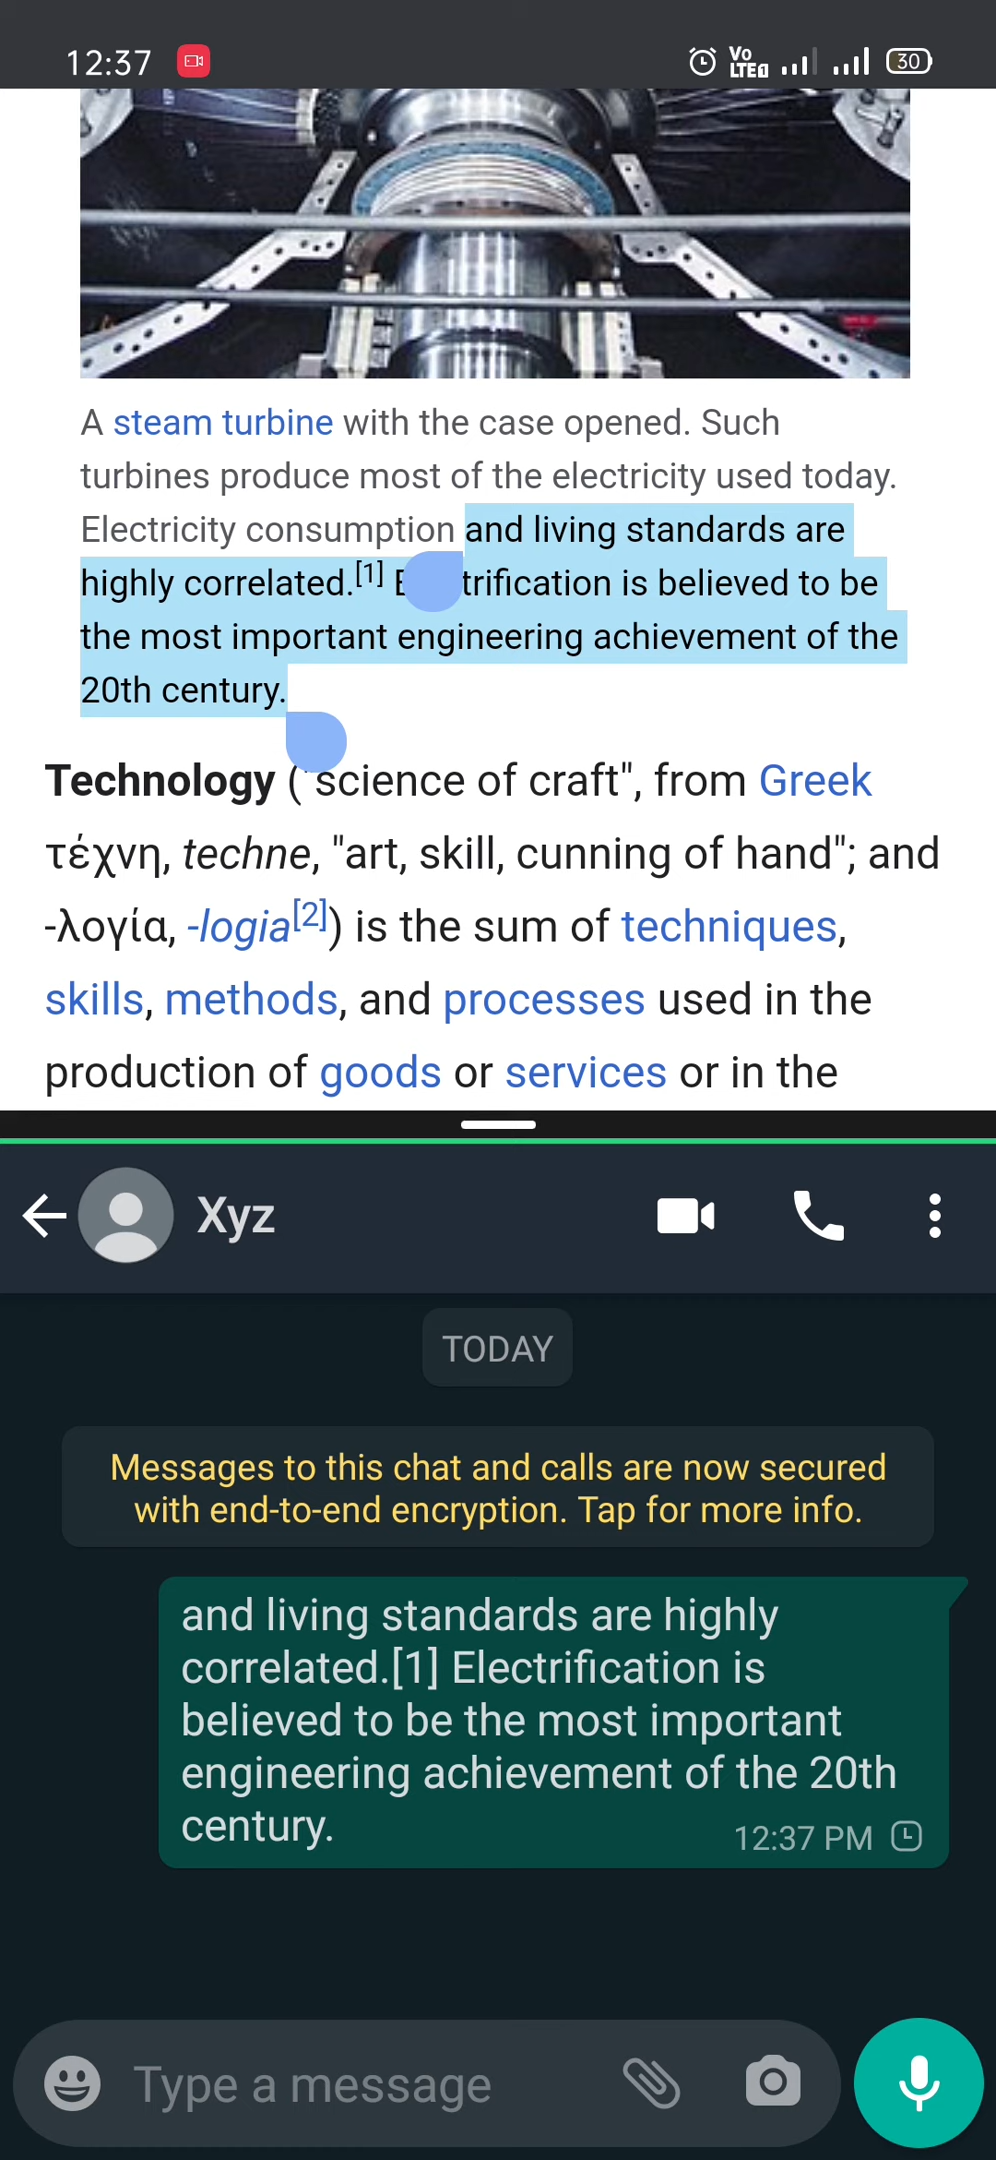 12:37 Vo LTE 30
A steam turbine with the case opened. Such
turbines produce most of the electricity used today.
Electricity consumption and living standards are
highly correlated.[1] E trification is believed to be
the most important engineering achievement of the
20th century.
Technology ("science of craft", from Greek
τέχνη, techne, "art, skill, cunning of hand"; and
-λογία, -logia[2]) is the sum of techniques,
skills, methods, and processes used in the
production of goods or services or in the
Xyz
TODAY
Messages to this chat and calls are now secured
with end-to-end encryption. Tap for more info.
and living standards are highly
correlated.[1] Electrification is
believed to be the most important
engineering achievement of the 20th
century.
12:37 PM
Type a message